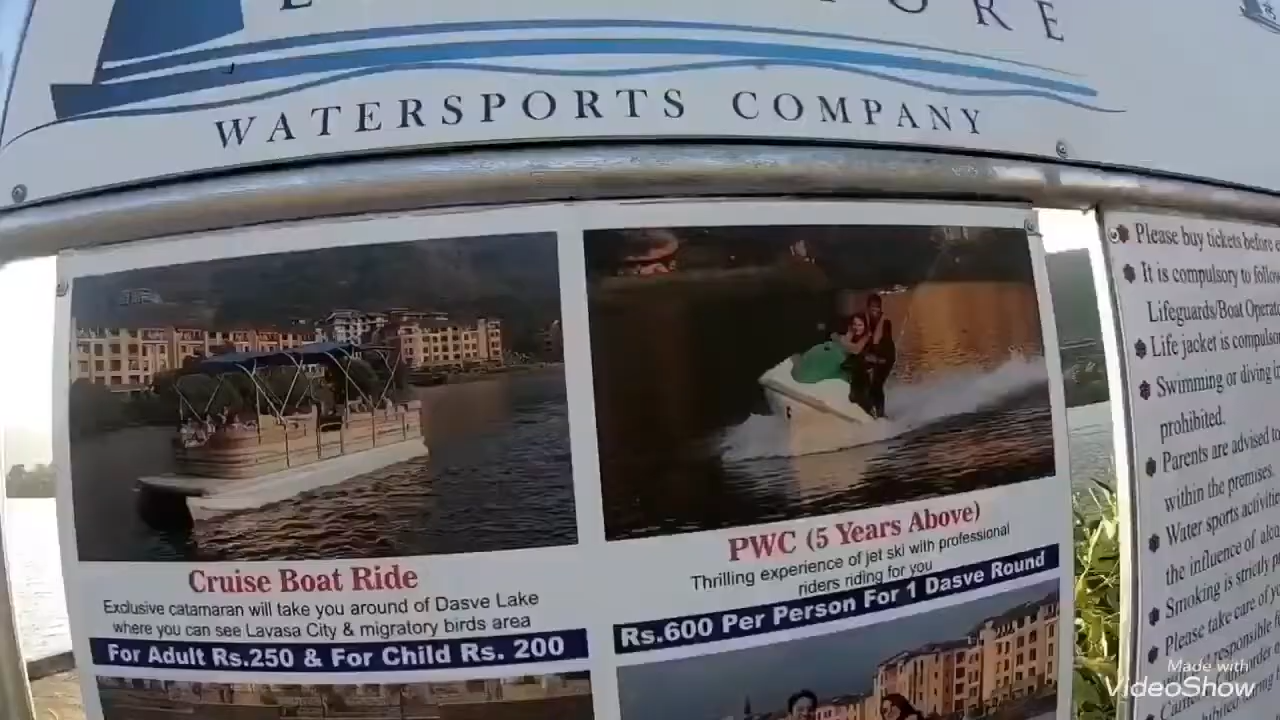 WATERSPORTS COMPANY
Cruise Boat Ride
Exclusive catamaran will take you around of Dasve Lake
where you can see Lavasa City & migratory birds area
For Adult Rs.250 & For Child Rs. 200
PWC (5 Years Above)
Thrilling experience of jet ski with professional
riders riding for you
Rs.600 Per Person For 1 Dasve Round
Please buy tickets before
It is compulsory to follow
Lifeguards/Boat
Life jacket is
Swimming or diving
prohibited.
Parents are advised to
within the premises.
Water sports
the influence of
Smoking is strictly
Please take care of
responsible
Made with
VideoShow